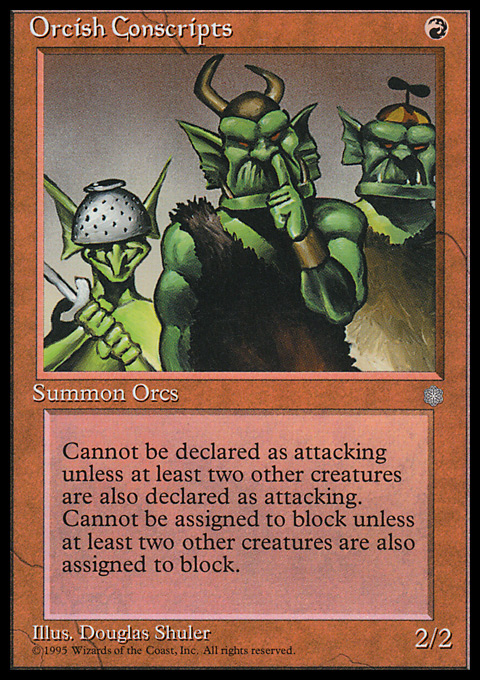 Orcish Conscripts
Summon Orcs
Cannot be declared as attacking
unless at least two other creatures
are also declared as attacking.
Cannot be assigned to block unless
at least two other creatures are also
assigned to block.
Illus. Douglas Shuler
2/2
©1995 Wizards of the Coast, Inc. All rights reserved.